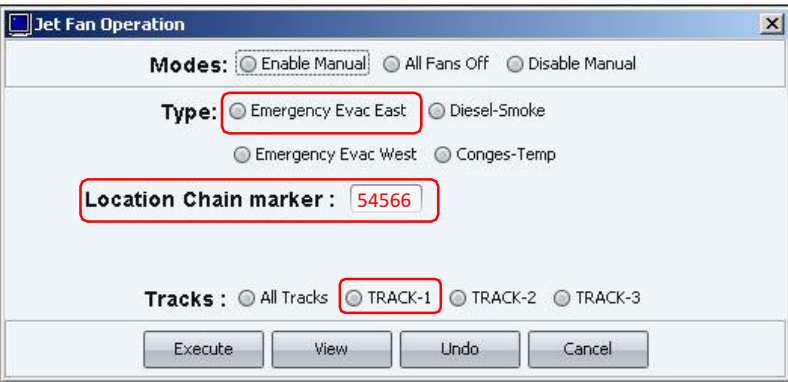 Jet Fan Operation
Modes: Enable Manual All Fans Off Disable Manual
Type: Emergency Evac East Diesel-Smoke
Emergency Evac West Conges-Temp
Location Chain marker : 54566
Tracks : All Tracks TRACK-1 TRACK-2 TRACK-3
Execute View Undo Cancel